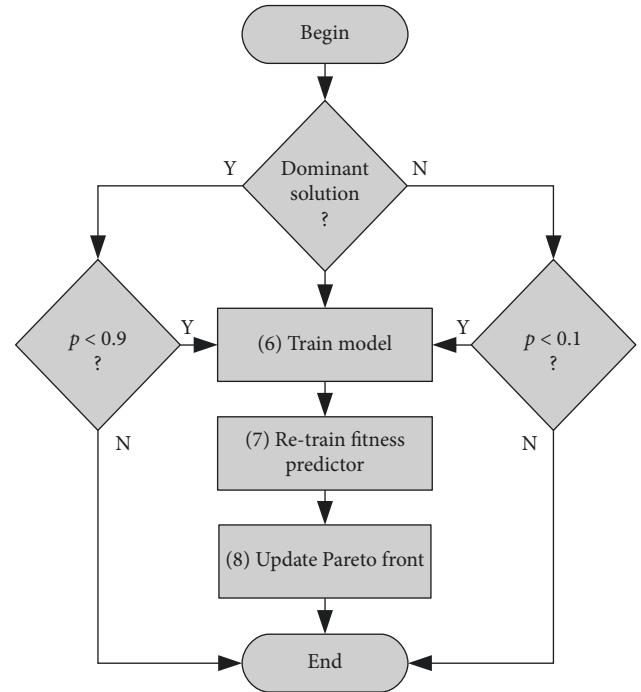 Begin
Y
Dominant
solution
?
N
p < 0.9
?
Y
(6) Train model
Y
p < 0.1
?
N
(7) Re-train fitness
predictor
N
(8) Update Pareto front
End